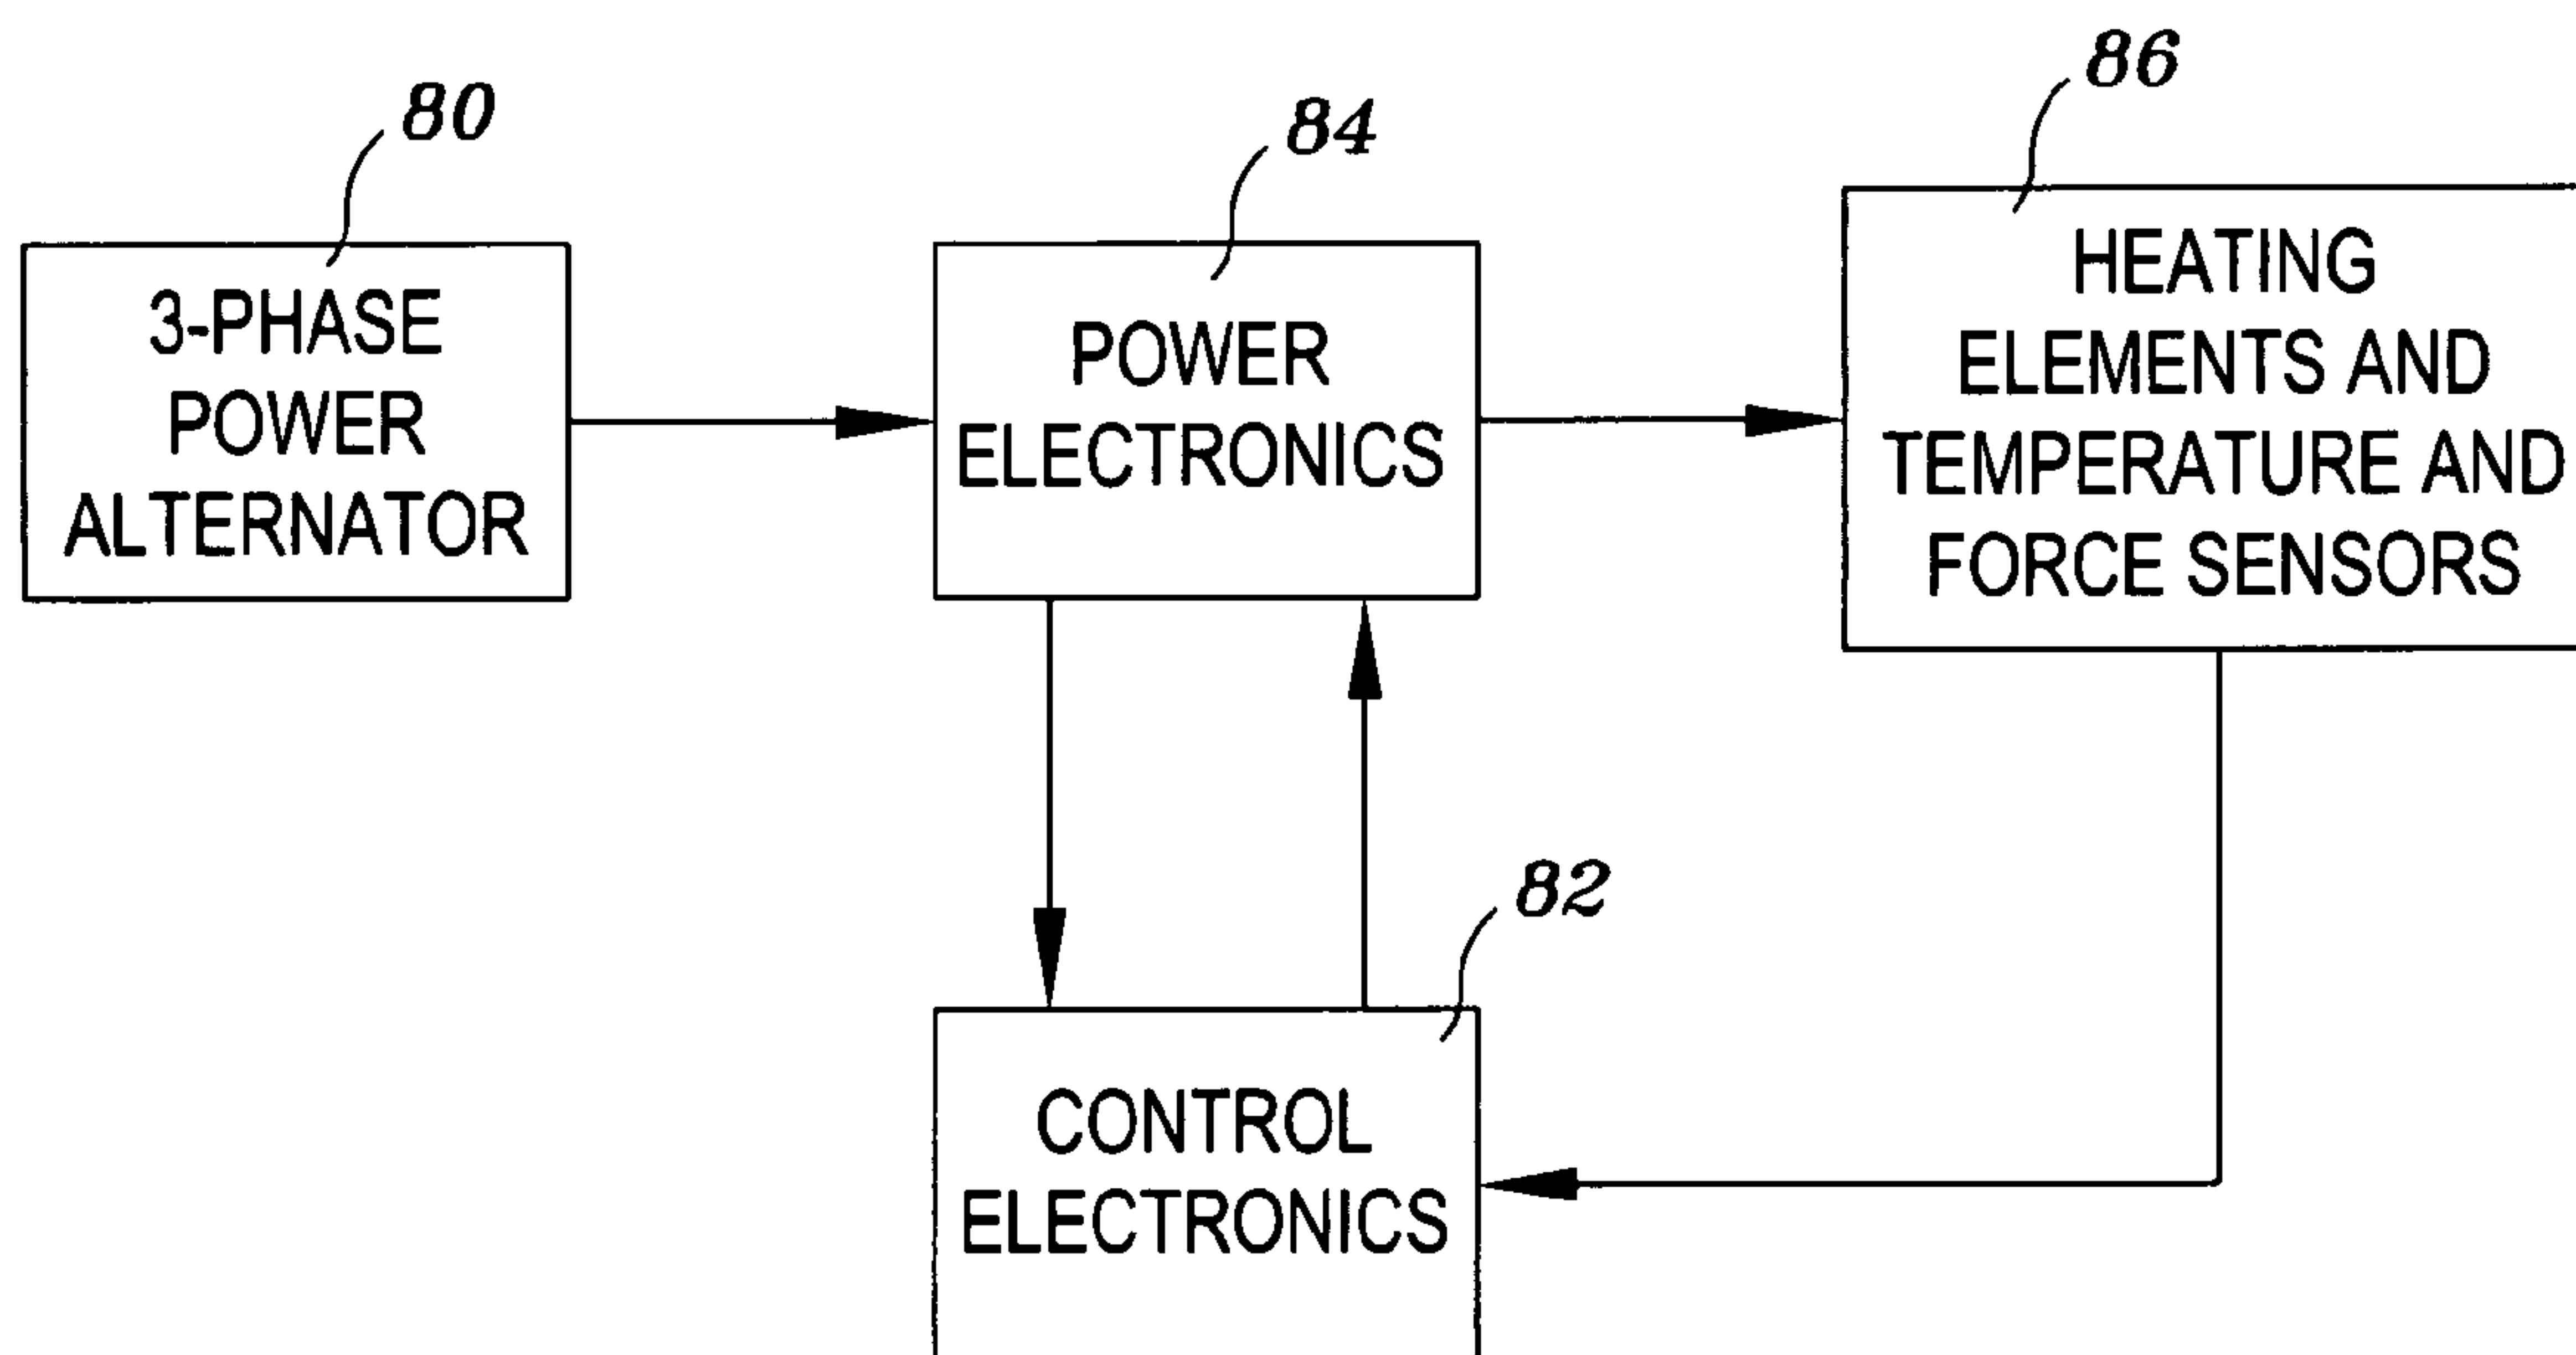 80
3-PHASE
POWER
ALTERNATOR
84
POWER
ELECTRONICS
86
HEATING
ELEMENTS AND
TEMPERATURE AND
FORCE SENSORS
82
CONTROL
ELECTRONICS